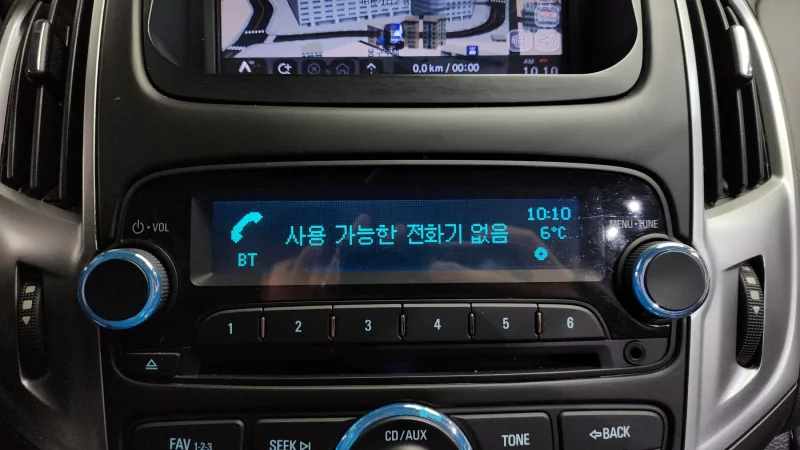 0,0 km / 00:00
AM
10 10
⏻•VOL
10:10
MENU•TUNE
사용 가능한 전화기 없음
6°C
BT
1 2 3 4 5 6
FAV 1-2-3
SEEK
CD/AUX
TONE
BACK